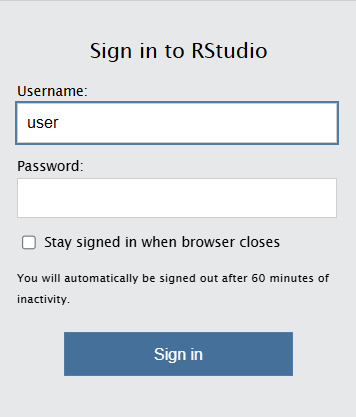 Sign in to RStudio
Username:
user
Password:
Stay signed in when browser closes
You will automatically be signed out after 60 minutes of
inactivity.
Sign in